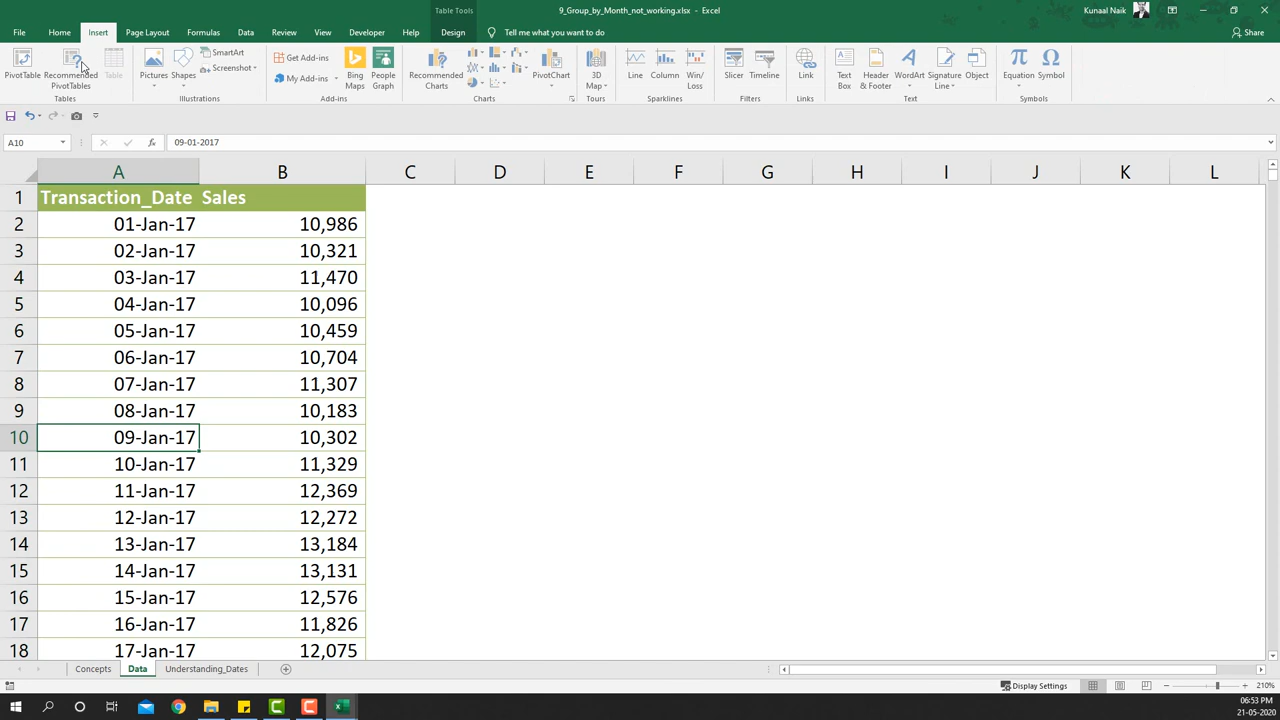 Table Tools
9_Group_by_Month_not_working.xlsx - Excel
Kunaal Naik
File Home Insert Page Layout Formulas Data Review View Developer Help Design Tell me what you want to do Share
PivotTable
Recommended PivotTables
Table
Pictures
Shapes
SmartArt
Screenshot
Get Add-ins
My Add-ins
Bing Maps
People Graph
Recommended Charts
PivotChart
3D Map
Line
Column
Win/Loss
Slicer
Timeline
Link
Text Box
Header & Footer
WordArt
Signature Line
Object
Equation
Symbol
Tables Illustrations Add-ins Charts Tours Sparklines Filters Links Text Symbols
A10 fx 09-01-2017
A B C D E F G H I J K L
1 Transaction_Date Sales
2 01-Jan-17 10,986
3 02-Jan-17 10,321
4 03-Jan-17 11,470
5 04-Jan-17 10,096
6 05-Jan-17 10,459
7 06-Jan-17 10,704
8 07-Jan-17 11,307
9 08-Jan-17 10,183
10 09-Jan-17 10,302
11 10-Jan-17 11,329
12 11-Jan-17 12,369
13 12-Jan-17 12,272
14 13-Jan-17 13,184
15 14-Jan-17 13,131
16 15-Jan-17 12,576
17 16-Jan-17 11,826
18 17-Jan-17 12,075
Concepts Data Understanding_Dates
Display Settings 210%
06:53 PM
21-05-2020